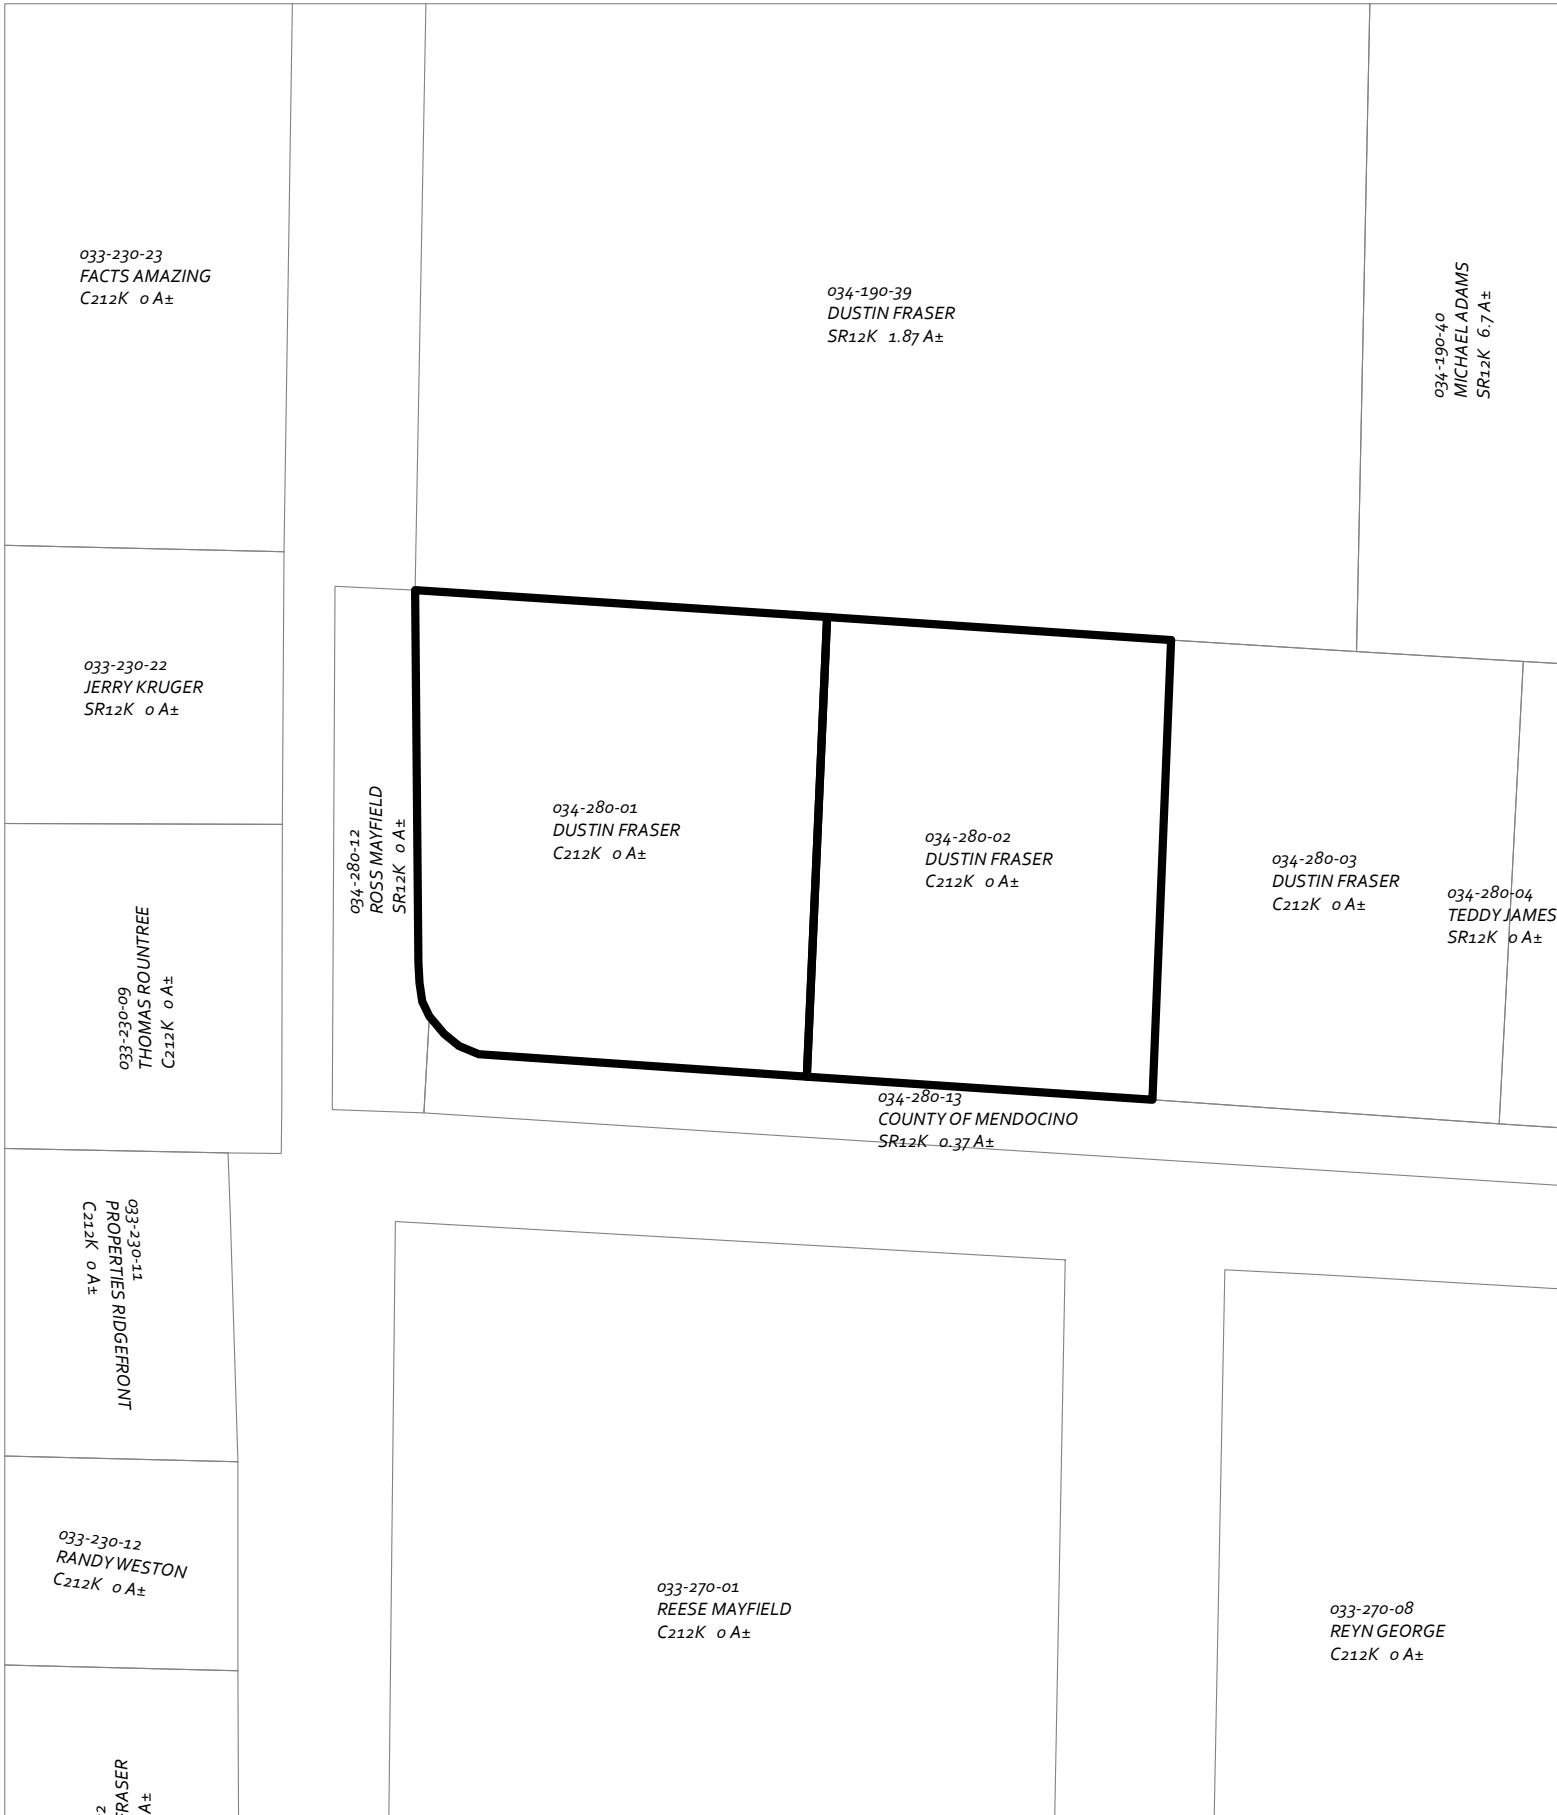 033-230-23
FACTS AMAZING
C212K 0 A±
034-190-39
DUSTIN FRASER
SR12K 1.87 A±
034-190-40
MICHAEL ADAMS
SR12K 6.7 A±
033-230-22
JERRY KRUGER
SR12K 0 A±
034-280-12
ROSS MAYFIELD
SR12K 0 A±
034-280-01
DUSTIN FRASER
C212K 0 A±
034-280-02
DUSTIN FRASER
C212K 0 A±
034-280-03
DUSTIN FRASER
C212K 0 A±
034-280-04
TEDDY JAMES
SR12K 0 A±
033-230-09
THOMAS ROUNTREE
C212K 0 A±
034-280-13
COUNTY OF MENDOCINO
SR12K 0.37 A±
033-230-11
PROPERTIES RIDGEFRONT
C212K 0 A±
033-230-12
RANDY WESTON
C212K 0 A±
033-270-01
REESE MAYFIELD
C212K 0 A±
033-270-08
REYN GEORGE
C212K 0 A±
2
FRASER
A±